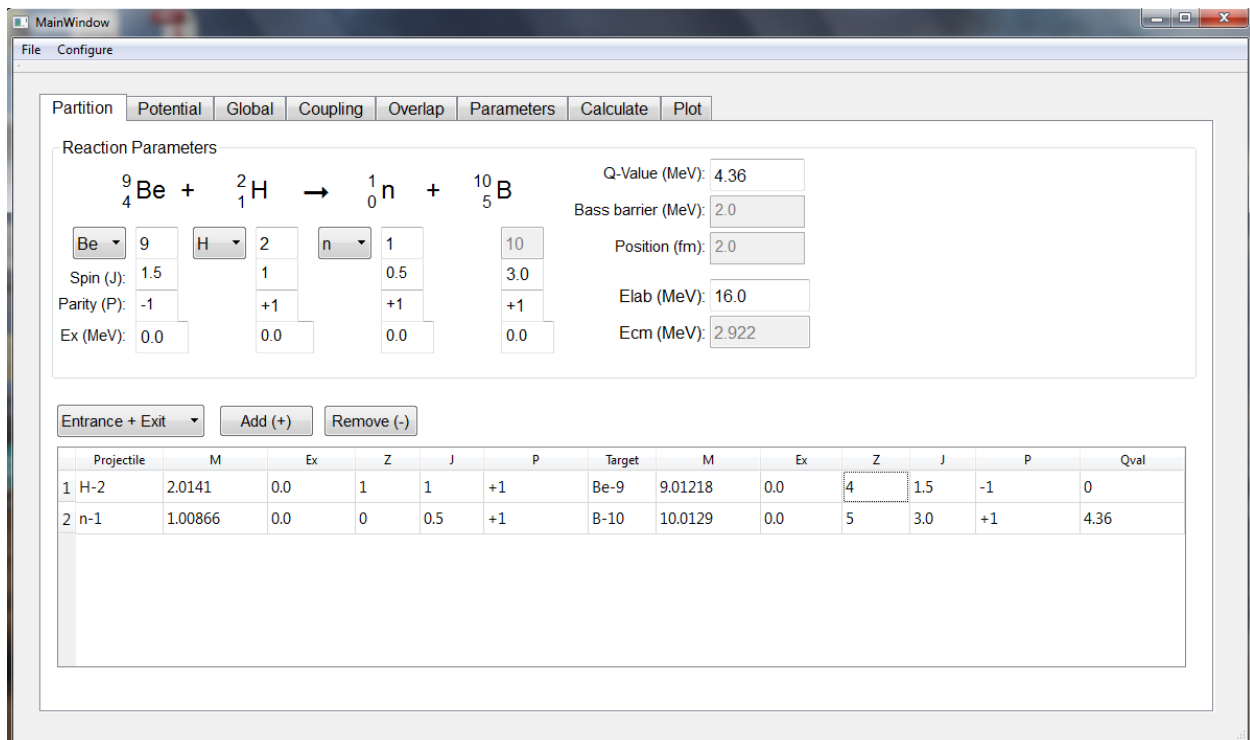 MainWindow
File Configure
Partition Potential Global Coupling Overlap Parameters Calculate Plot
Reaction Parameters
9 4 Be + 2 1 H → 1 0 n + 10 5 B
Be 9 H 2 n 1 10
Spin (J): 1.5 1 0.5 3.0
Parity (P): -1 +1 +1 +1
Ex (MeV): 0.0 0.0 0.0 0.0
Q-Value (MeV): 4.36
Bass barrier (MeV): 2.0
Position (fm): 2.0
Elab (MeV): 16.0
Ecm (MeV): 2.922
Entrance + Exit Add (+) Remove (-)
Projectile M Ex Z J P Target M Ex Z J P Qval
1 H-2 2.0141 0.0 1 1 +1 Be-9 9.01218 0.0 4 1.5 -1 0
2 n-1 1.00866 0.0 0 0.5 +1 B-10 10.0129 0.0 5 3.0 +1 4.36